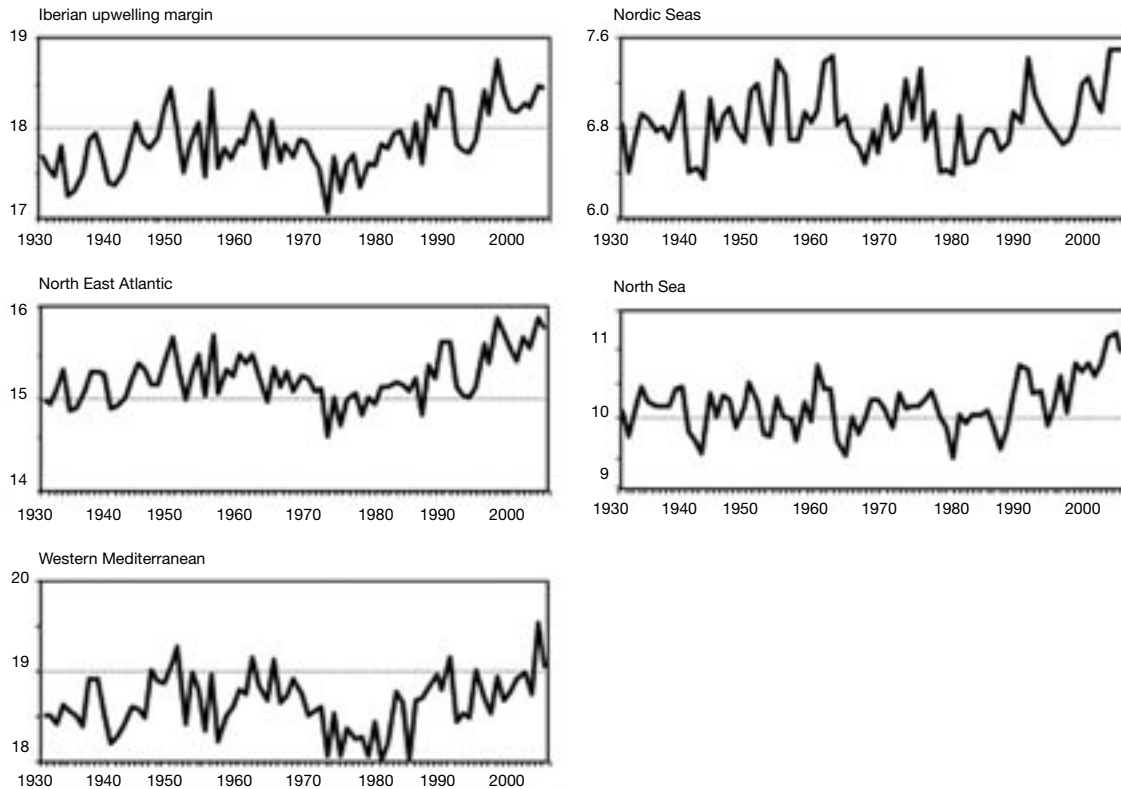 Iberian upwelling margin
19
18
17
1930 1940 1950 1960 1970 1980 1990 2000
Nordic Seas
7.6
6.8
6.0
1930 1940 1950 1960 1970 1980 1990 2000
North East Atlantic
16
15
14
1930 1940 1950 1960 1970 1980 1990 2000
North Sea
11
10
9
1930 1940 1950 1960 1970 1980 1990 2000
Western Mediterranean
20
19
18
1930 1940 1950 1960 1970 1980 1990 2000